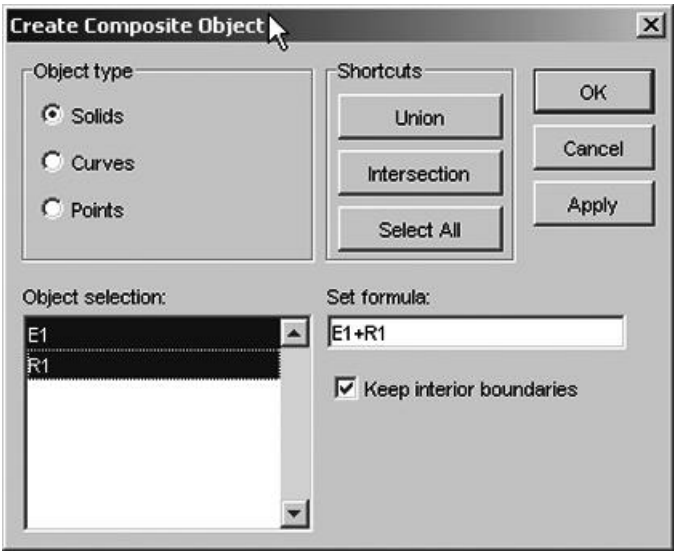 Create Composite Object
Object type
Solids
Curves
Points
Shortcuts
Union
Intersection
Select All
OK
Cancel
Apply
Object selection:
E1
R1
Set formula:
E1+R1
Keep interior boundaries